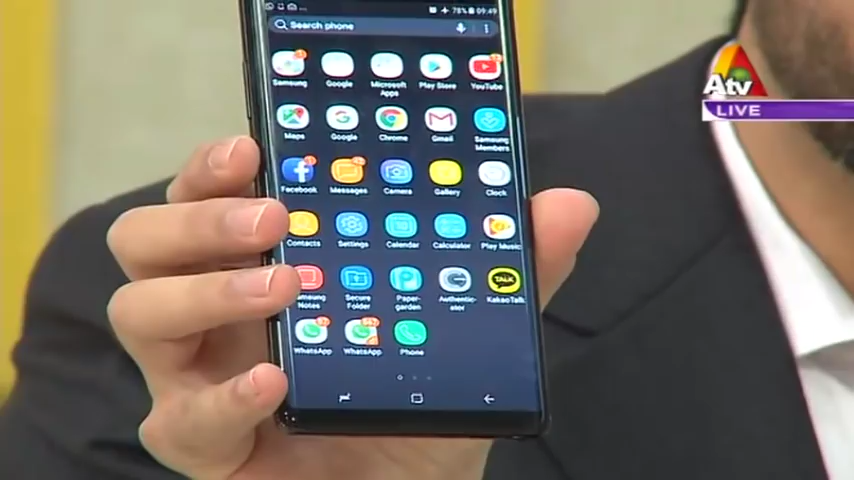 78% 09:49
Search phone
Samsung Google Microsoft Apps Play Store YouTube
Maps Google Chrome Gmail Samsung Members
Facebook Messages Camera Gallery Clock
Contacts Settings Calendar Calculator Play Music
Samsung Notes Secure Folder Paper- garden Authentic- ator KakaoTalk
TALK
WhatsApp WhatsApp Phone
Atv
LIVE